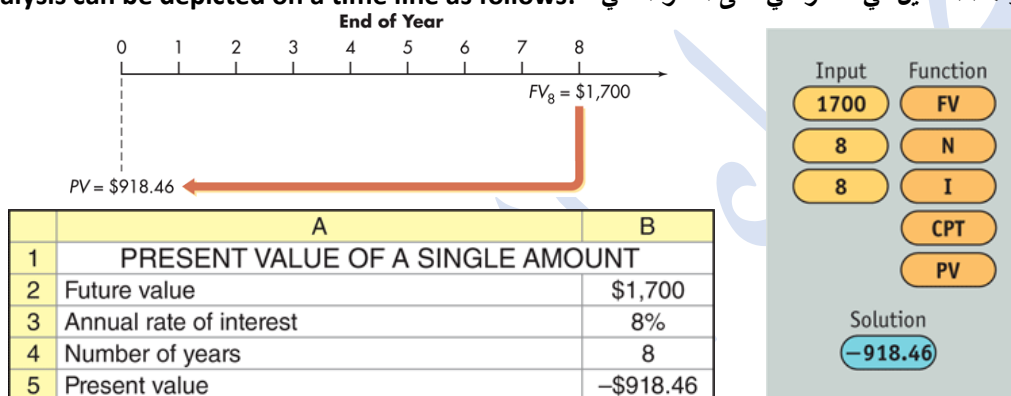 alysis can be depicted on a time line as follows:
End of Year
0 1 2 3 4 5 6 7 8
FV8 = $1,700
PV = $918.46
A B
1 PRESENT VALUE OF A SINGLE AMOUNT
2 Future value $1,700
3 Annual rate of interest 8%
4 Number of years 8
5 Present value –$918.46
Input Function
1700 FV
8 N
8 I
CPT
PV
Solution
–918.46